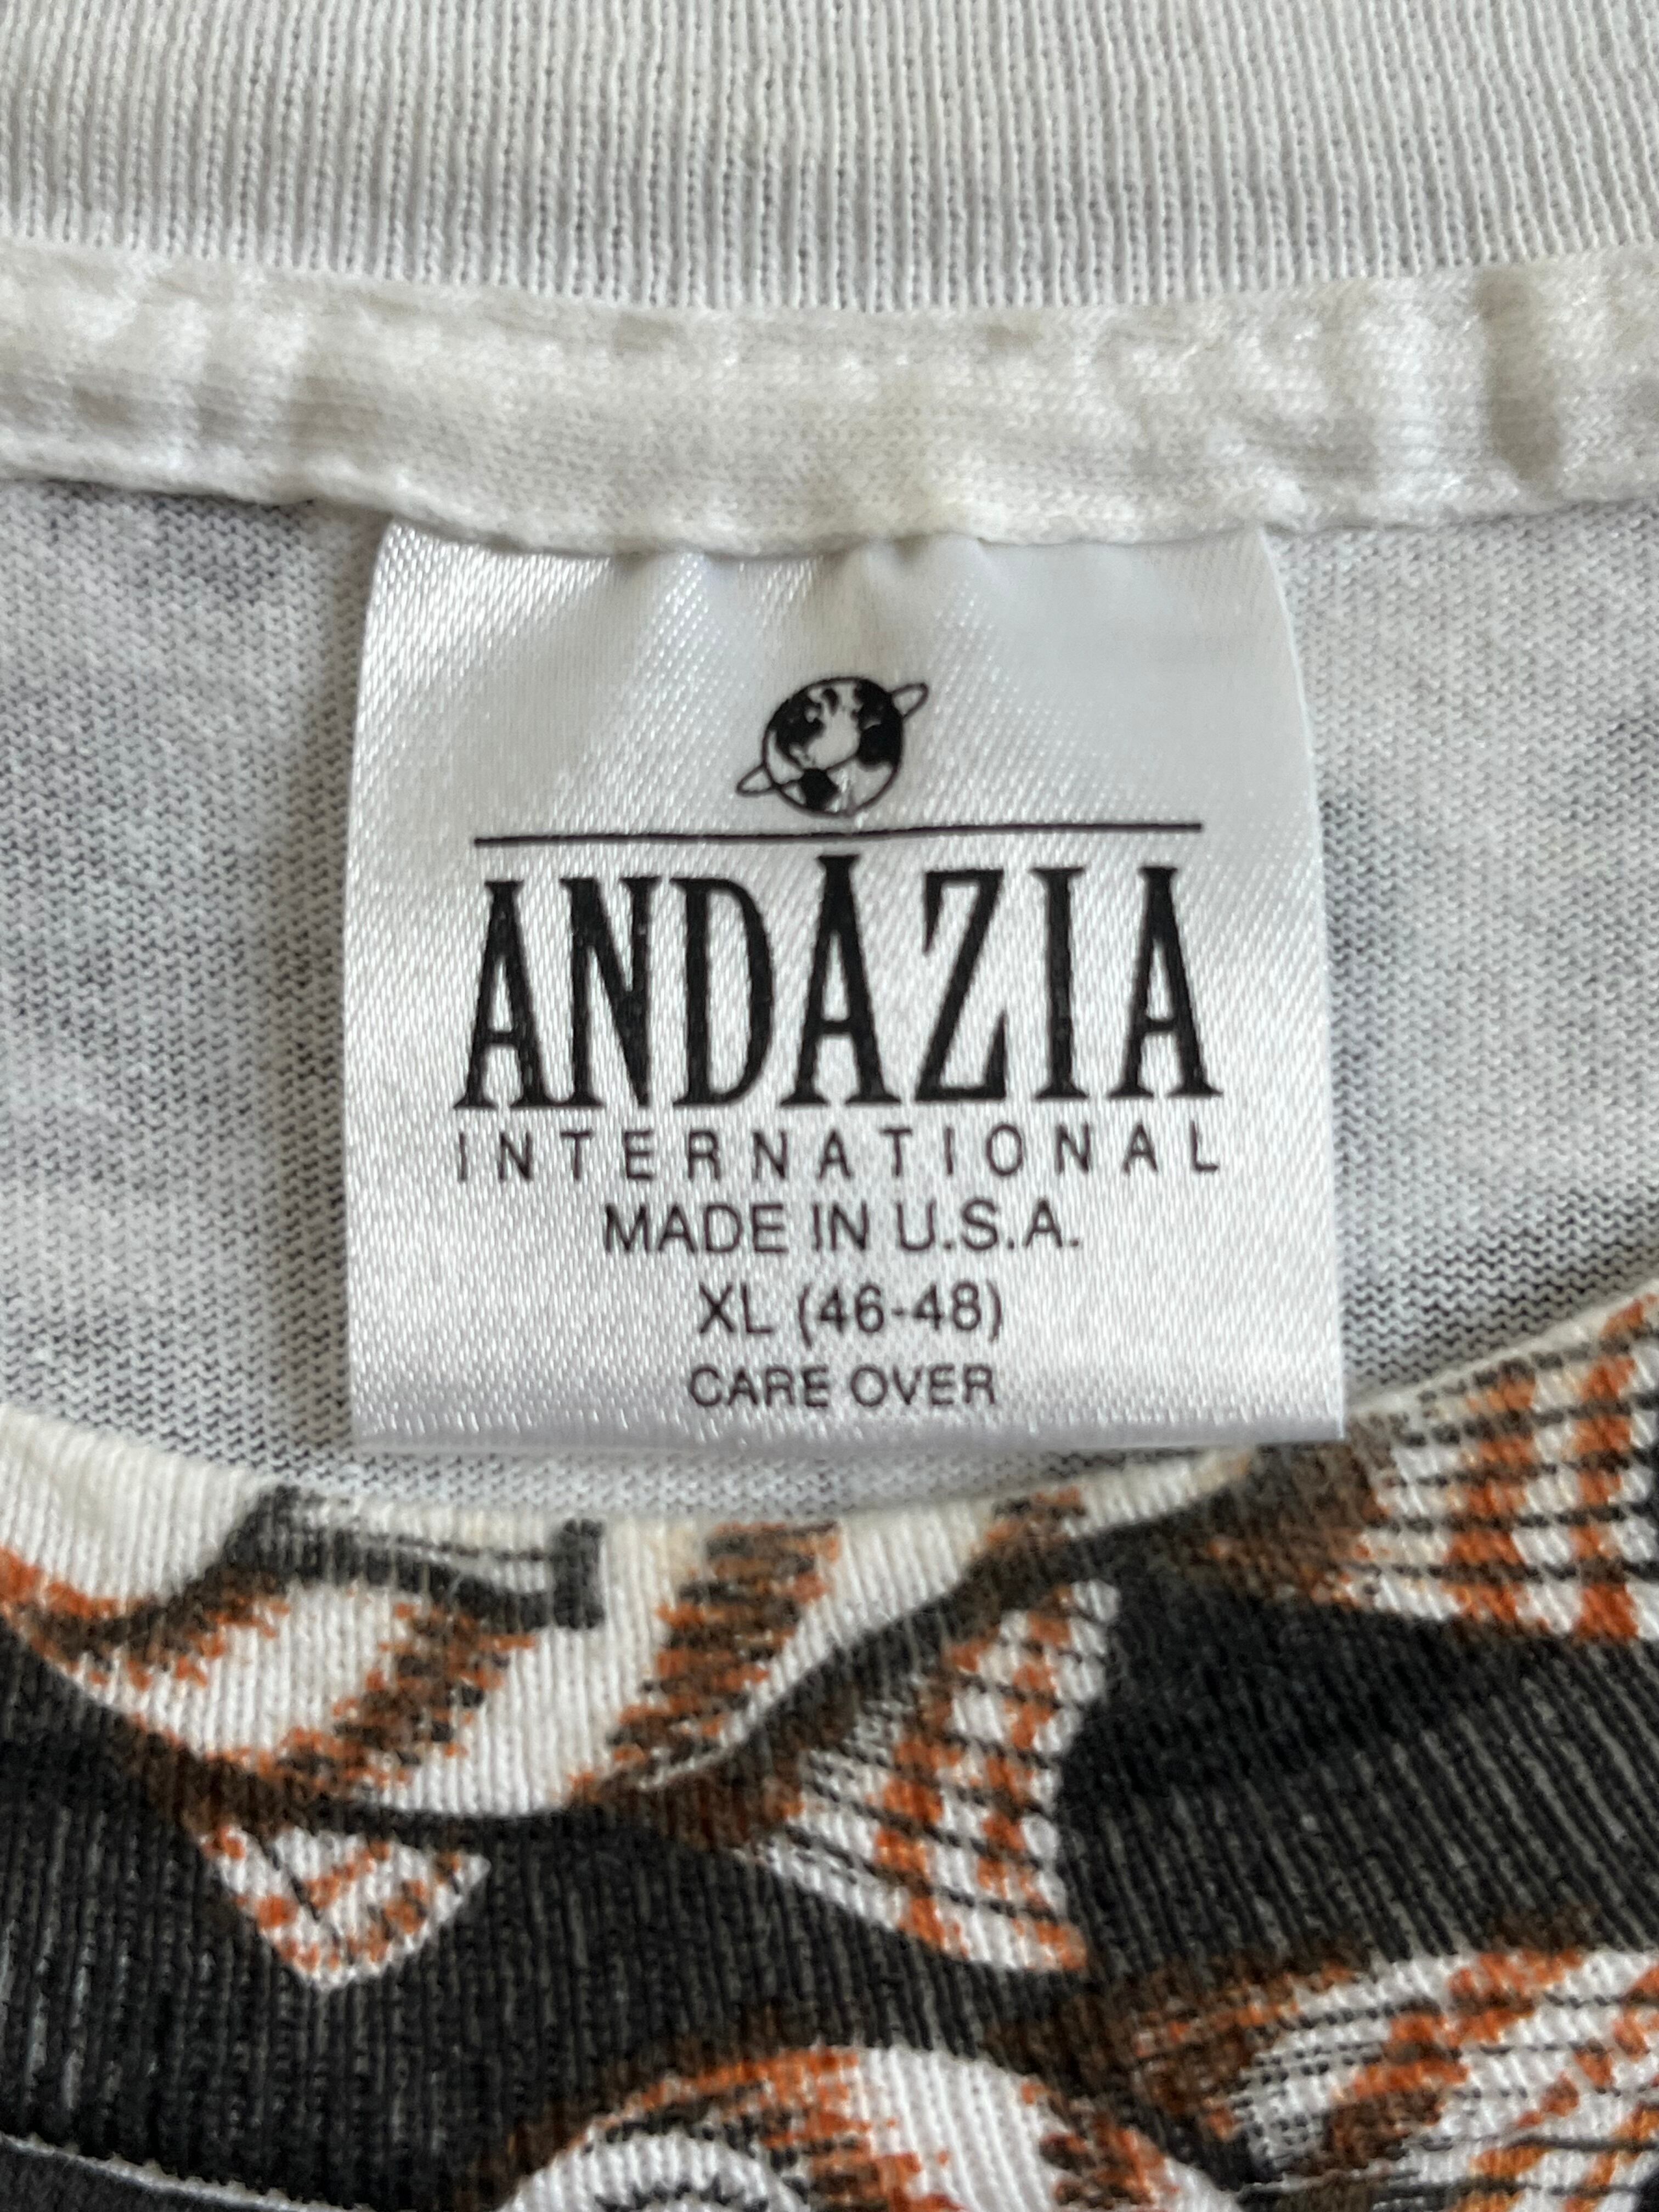 ANDAZIA
INTERNATIONAL
MADE IN U.S.A.
XL (46-48)
CARE OVER